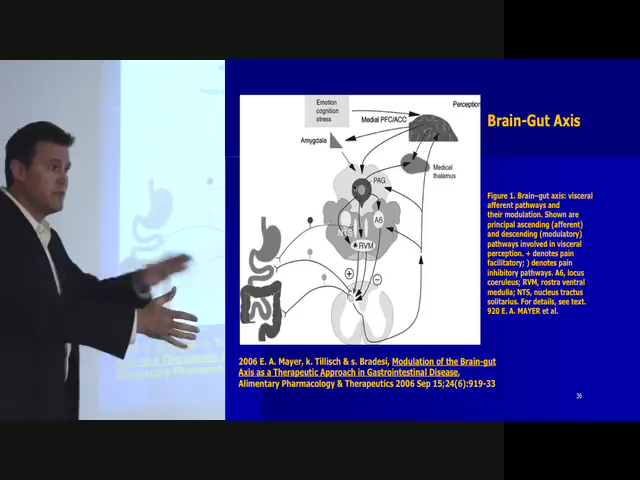 Emotion
cognition
stress
Perception
Medial PFC/ACC
Amygdala
Medical
thalamus
PAG
A6
NTS
*RVM
+
−
Brain-Gut Axis
Figure 1. Brain–gut axis: visceral
afferent pathways and
their modulation. Shown are
principal ascending (afferent)
and descending (modulatory)
pathways involved in visceral
perception. + denotes pain
facilitatory; ) denotes pain
inhibitory pathways. A6, locus
coeruleus; RVM, rostra ventral
medulla; NTS, nucleus tractus
solitarius. For details, see text.
920 E. A. MAYER et al.
2006 E. A. Mayer, k. Tillisch & s. Bradesi, Modulation of the Brain-gut
Axis as a Therapeutic Approach in Gastrointestinal Disease,
Alimentary Pharmacology & Therapeutics 2006 Sep 15;24(6):919-33
36